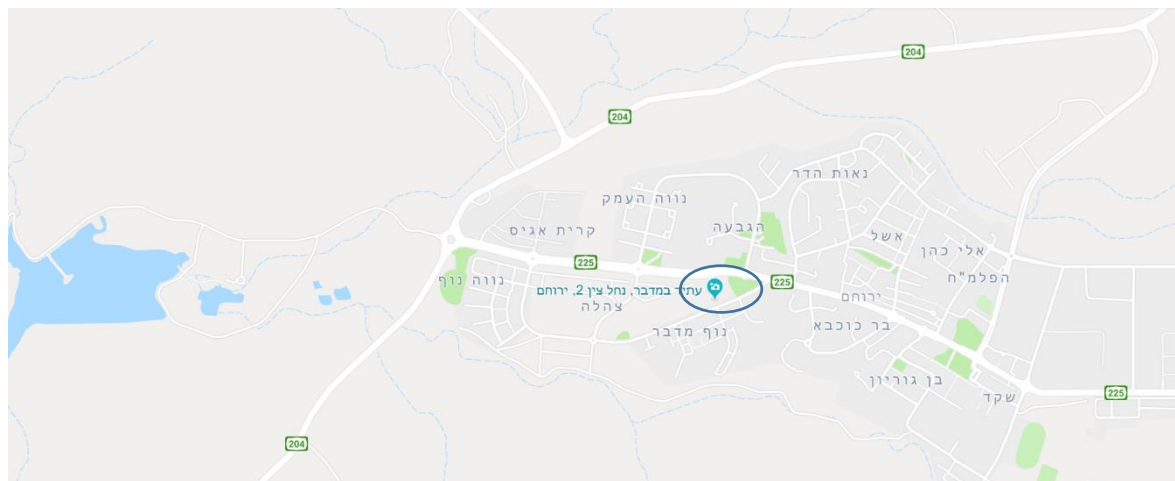 204
204
נאות הדר
נווה העמק
הגבעה
קרית אגיס
אשל
אלי כהן
225
הפלמ"ח
נווה נוף
225
עתיד במדבר, נחל צין 2, ירוחם
ירוחם
צהלה
בר כוכבא
נוף מדבר
בן גוריון
225
שקד
204